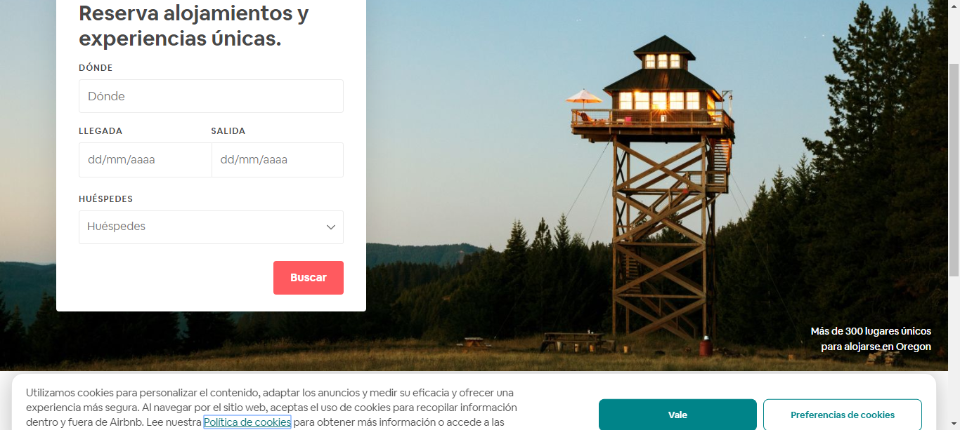 Reserva alojamientos y
experiencias únicas.
DÓNDE
Dónde
LLEGADA SALIDA
dd/mm/aaaa dd/mm/aaaa
HUÉSPEDES
Huéspedes
Buscar
Más de 300 lugares únicos
para alojarse en Oregon
Utilizamos cookies para personalizar el contenido, adaptar los anuncios y medir su eficacia y ofrecer una
experiencia más segura. Al navegar por el sitio web, aceptas el uso de cookies para recopilar información
dentro y fuera de Airbnb. Lee nuestra Política de cookies para obtener más información o accede a las
Vale
Preferencias de cookies